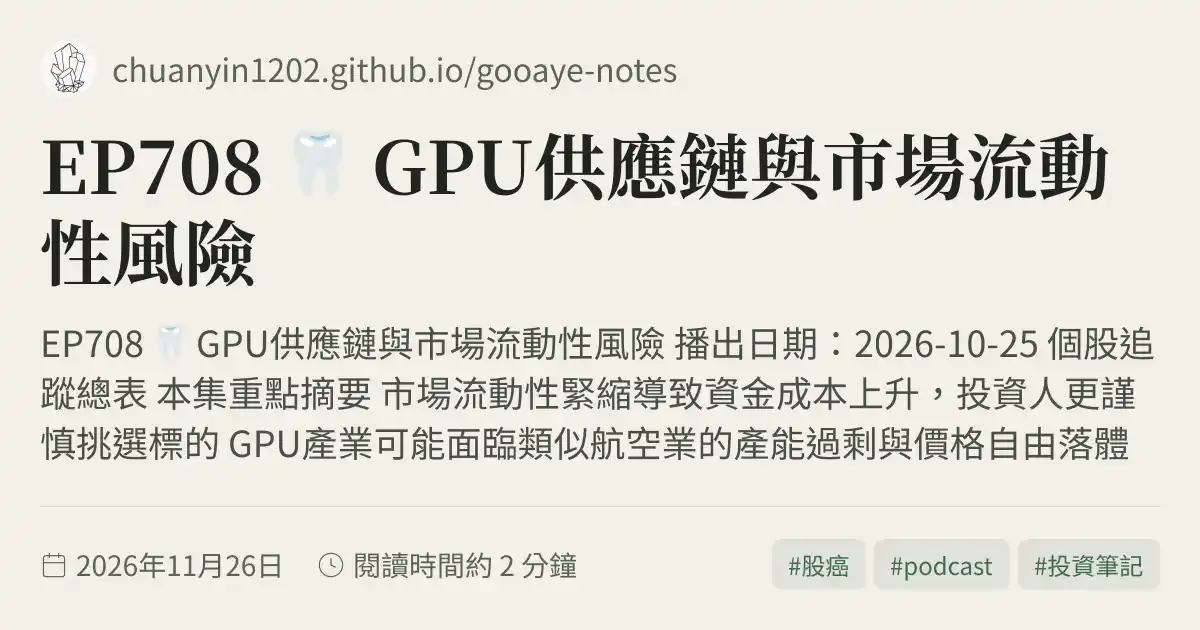 chuanyin1202.github.io/gooaye-notes
EP708 🦷 GPU供應鏈與市場流動
性風險
EP708 🦷 GPU供應鏈與市場流動性風險 播出日期：2026-10-25 個股追
蹤總表 本集重點摘要 市場流動性緊縮導致資金成本上升，投資人更謹
慎挑選標的 GPU產業可能面臨類似航空業的產能過剩與價格自由落體
2026年11月26日 閱讀時間約 2 分鐘 #股癌 #podcast #投資筆記